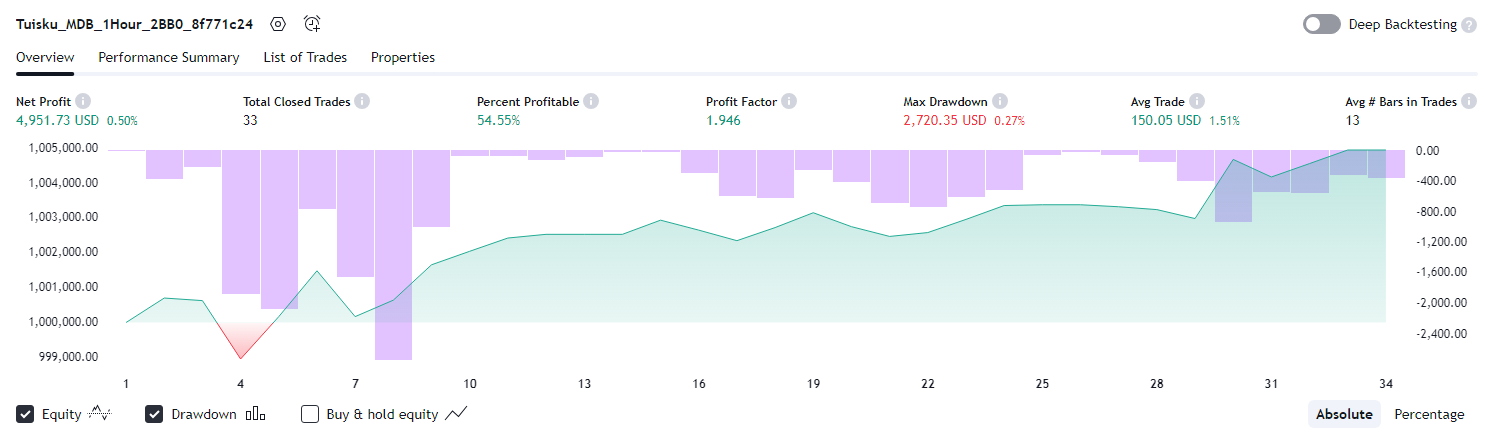 Tuisku_MDB_1Hour_2BB0_8f771c24 Deep Backtesting ?
Overview Performance Summary List of Trades Properties
Net Profit i Total Closed Trades i Percent Profitable i Profit Factor i Max Drawdown i Avg Trade i Avg # Bars in Trades i
4,951.73 USD 0.50% 33 54.55% 1.946 2,720.35 USD 0.27% 150.05 USD 1.51% 13
1,005,000.00 0.00
1,004,000.00 -400.00
1,003,000.00 -800.00
1,002,000.00 -1,200.00
1,001,000.00 -1,600.00
1,000,000.00 -2,000.00
999,000.00 -2,400.00
1 4 7 10 13 16 19 22 25 28 31 34
Equity Drawdown Buy & hold equity Absolute Percentage